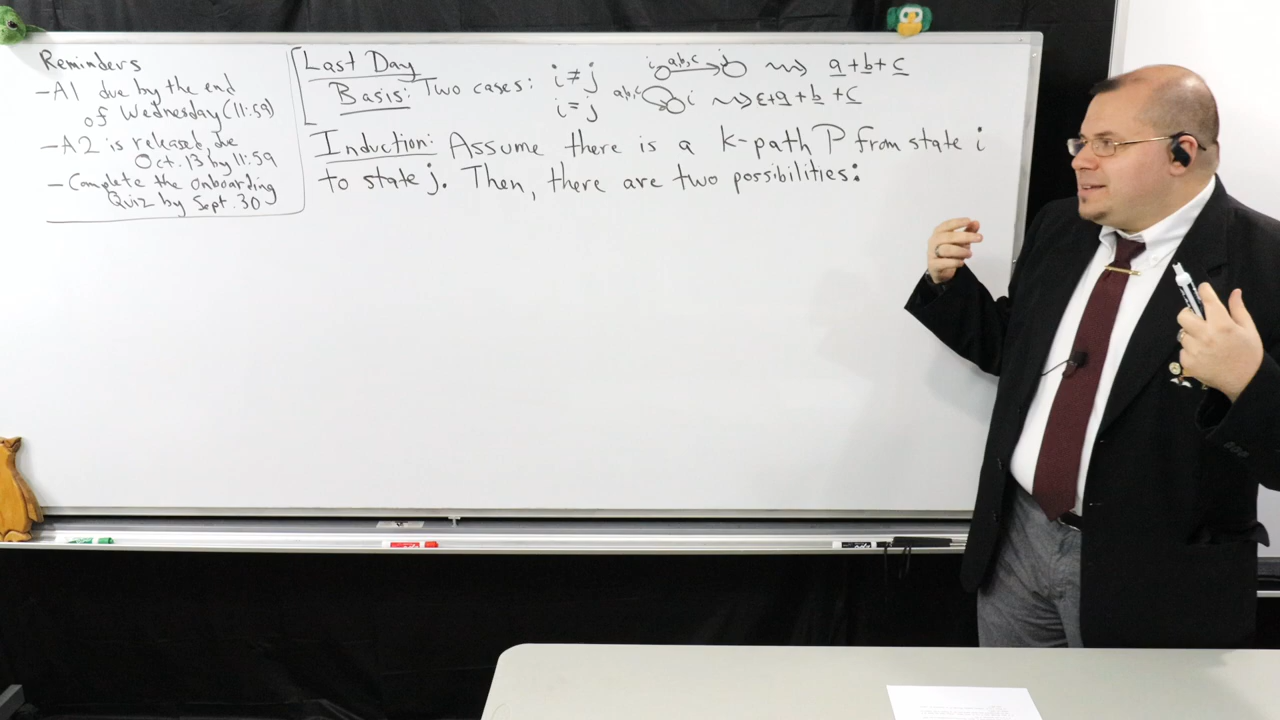 Reminders
- A1 due by the end
of Wednesday (11:59)
- A2 is released, due
Oct. 13 by 11:59
- Complete the Onboarding
Quiz by Sept. 30
Last Day
Basis: Two cases: i ≠ j i a,b,c j ⇝ a + b + c
i = j a,b,c i ⇝ ε + a + b + c
Induction: Assume there is a k-path P from state i
to state j. Then, there are two possibilities: